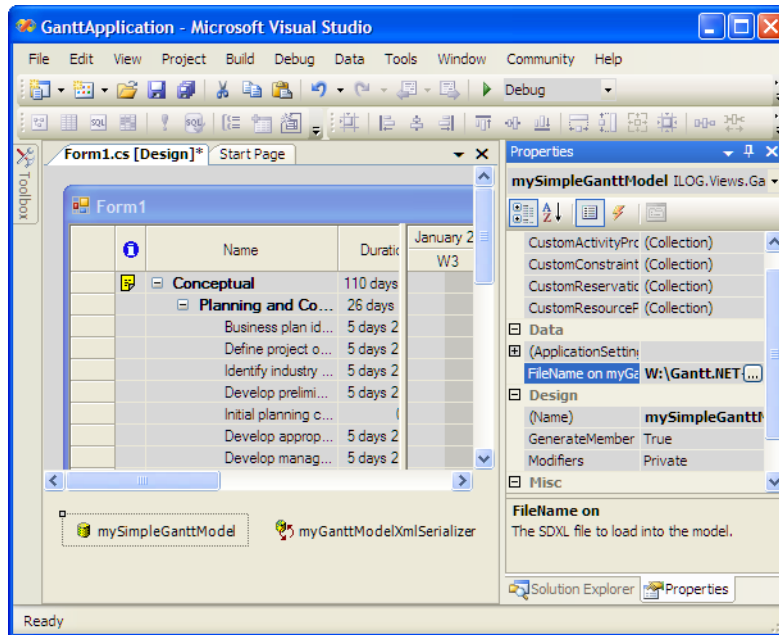 GanttApplication - Microsoft Visual Studio
File Edit View Project Build Debug Data Tools Window Community Help
Debug
SQL SQL
Toolbox
Form1.cs [Design]* Start Page
Form1
Name Duratic January 2
W3
Conceptual 110 days
Planning and Co... 26 days
Business plan id... 5 days 2
Define project o... 5 days 2
Identify industry ... 5 days 2
Develop prelimi... 5 days 2
Initial planning c...
Develop approp... 5 days 2
Develop manag... 5 days 2
mySimpleGanttModel myGanttModelXmlSerializer
Properties
mySimpleGanttModel ILOG.Views.Ga
CustomActivityPrc (Collection)
CustomConstraint (Collection)
CustomReservatic (Collection)
CustomResourceF (Collection)
Data
(ApplicationSetting
FileName on myGa W:\Gantt.NET ...
Design
(Name) mySimpleGanttM
GenerateMember True
Modifiers Private
Misc
FileName on
The SDXL file to load into the model.
Solution Explorer Properties
Ready